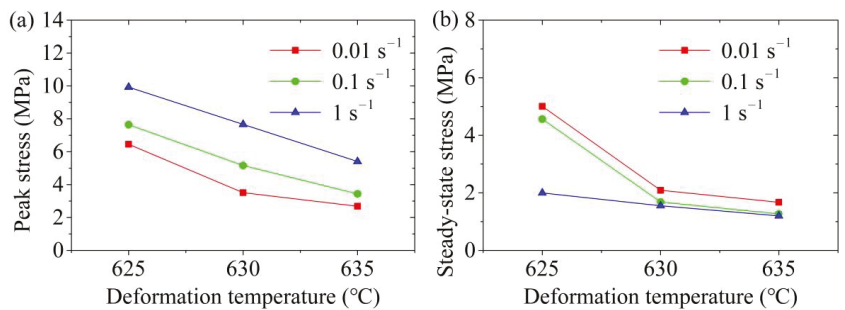 (a)
14
12
10
8
6
4
2
0
Peak stress (MPa)
0.01 s⁻¹
0.1 s⁻¹
1 s⁻¹
625 630 635
Deformation temperature (°C)
(b)
8
6
4
2
0
Steady-state stress (MPa)
0.01 s⁻¹
0.1 s⁻¹
1 s⁻¹
625 630 635
Deformation temperature (°C)